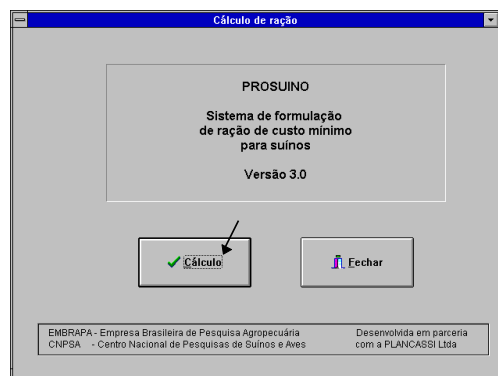 Cálculo de ração
PROSUINO
Sistema de formulação
de ração de custo mínimo
para suínos
Versão 3.0
Cálculo
Fechar
EMBRAPA - Empresa Brasileira de Pesquisa Agropecuária
CNPSA - Centro Nacional de Pesquisas de Suínos e Aves
Desenvolvida em parceria
com a PLANCASSI Ltda